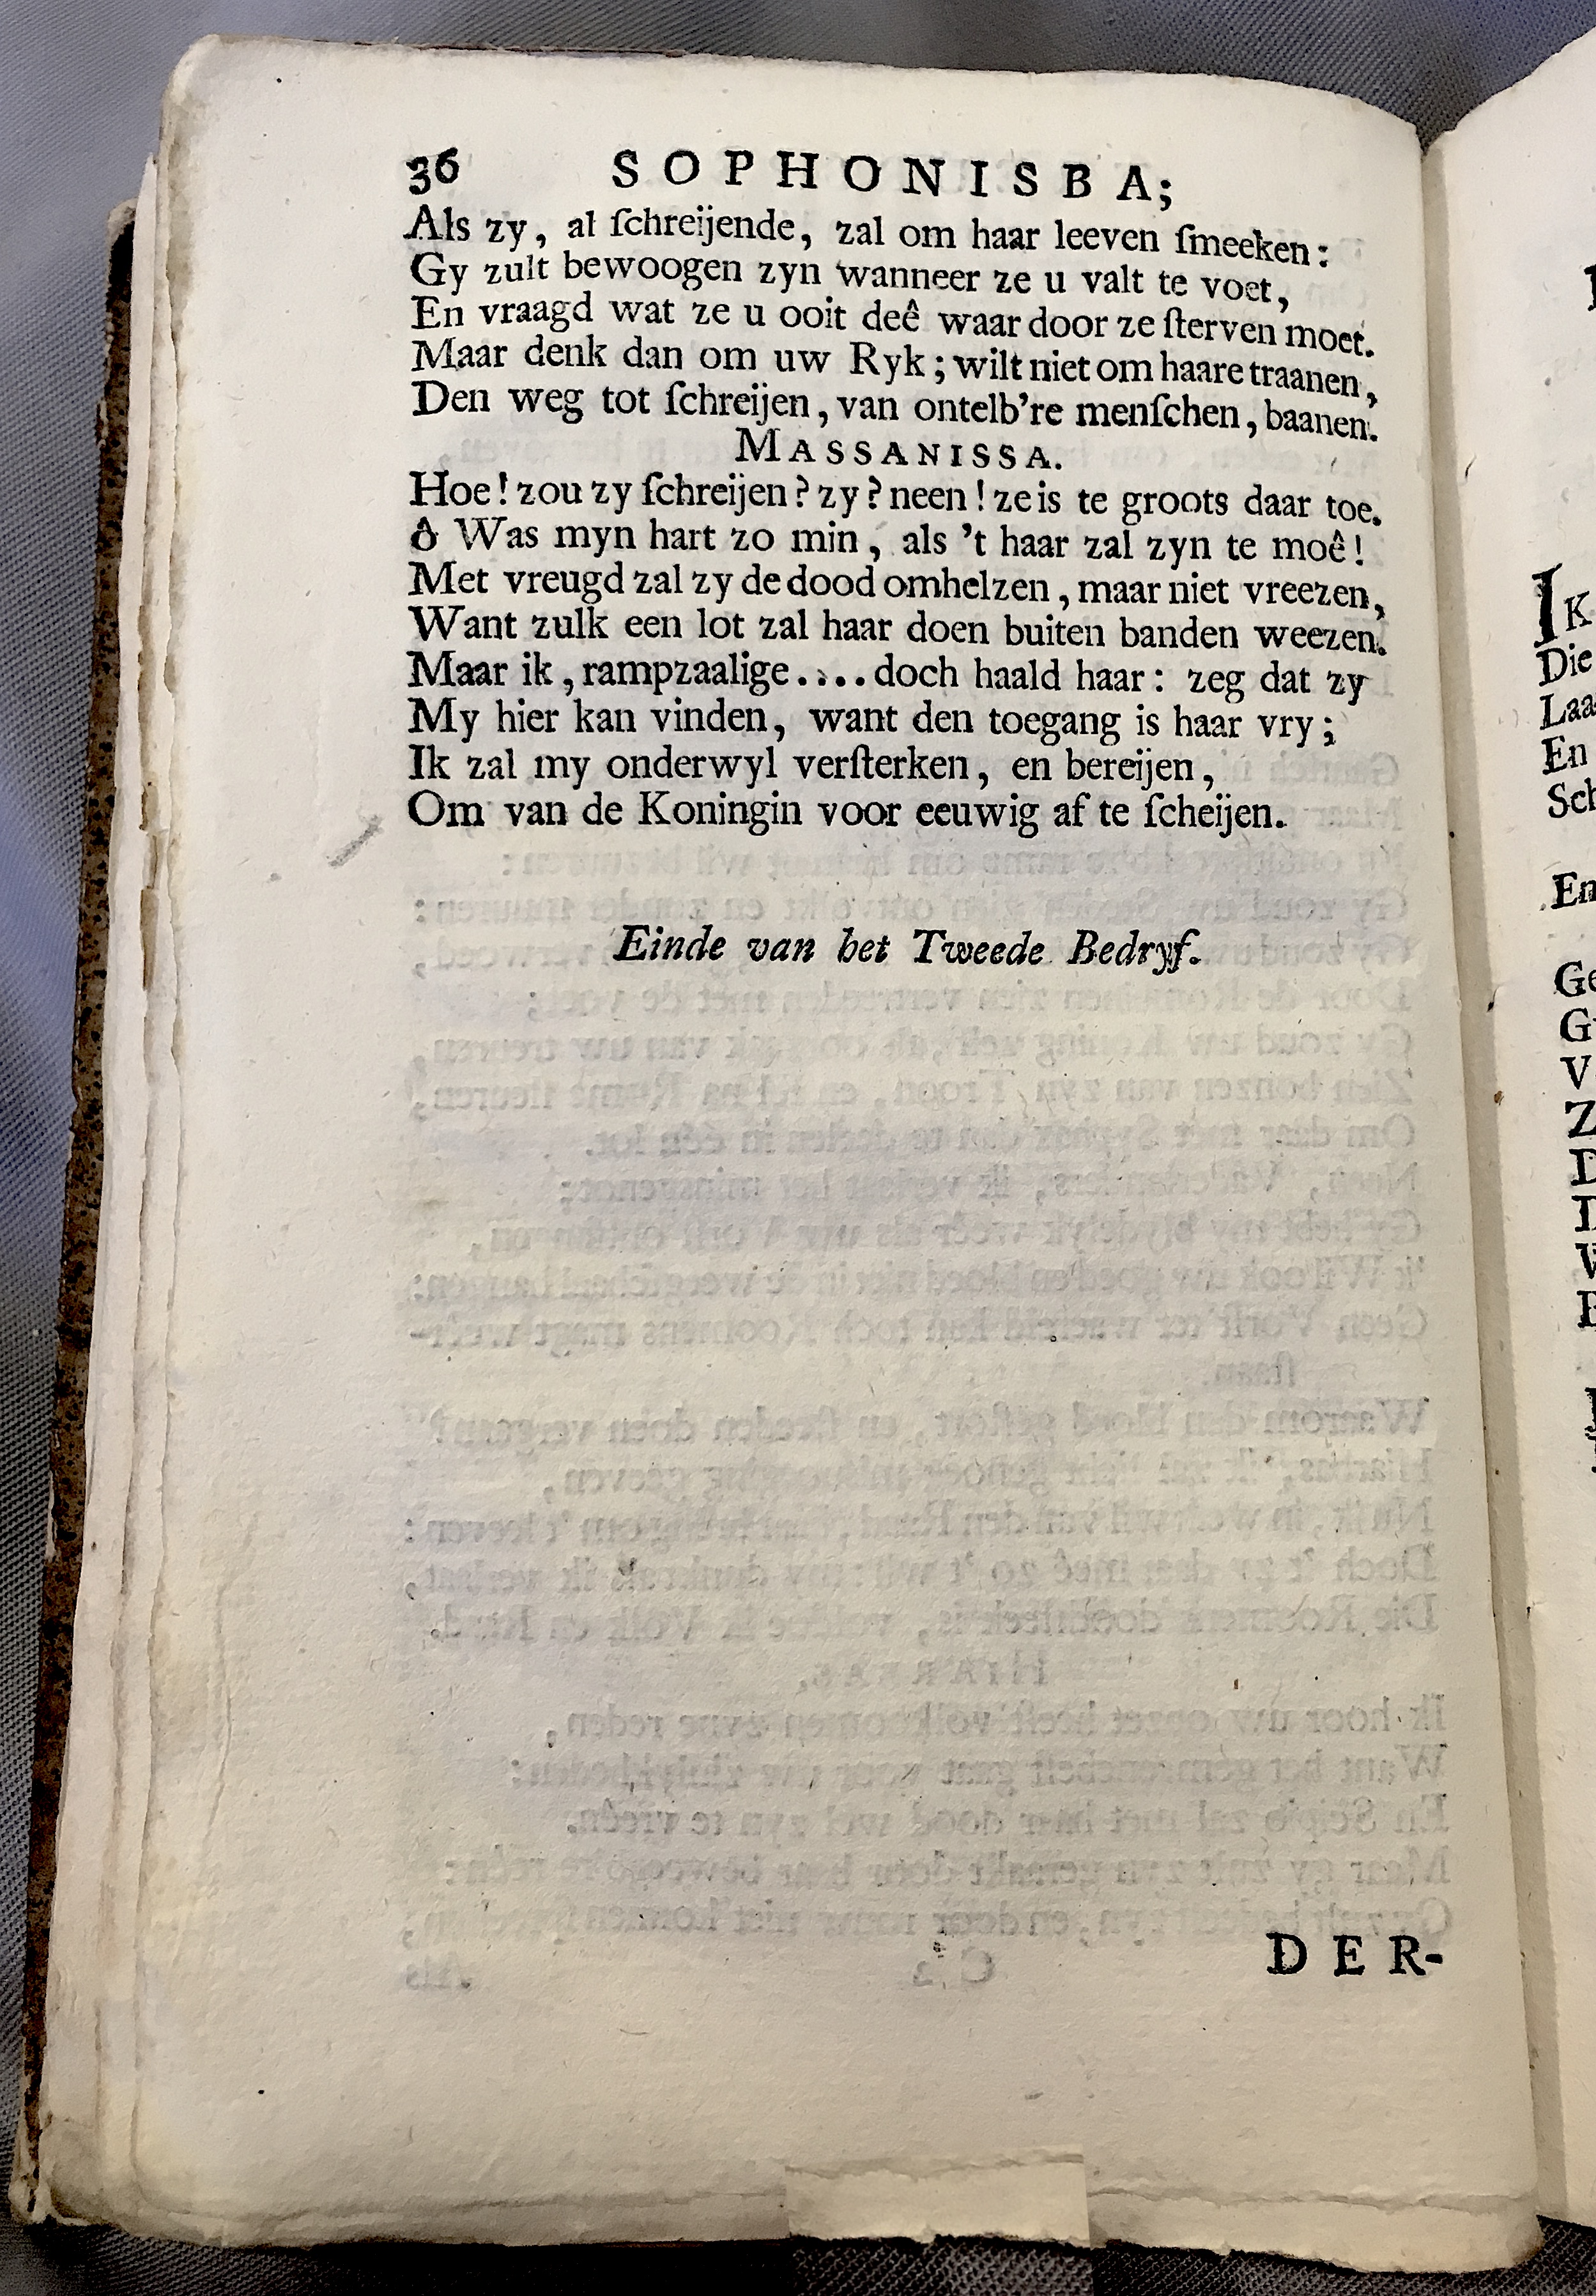 36 SOPHONISBA;
Als zy, al ſchreijende, zal om haar leeven ſmeeken:
Gy zult bewoogen zyn wanneer ze u valt te voet,
En vraagd wat ze u ooit deê waar door ze ſterven moet.
Maar denk dan om uw Ryk; wilt niet om haare traanen,
Den weg tot ſchreijen, van ontelb're menſchen, baanen.
MASSANISSA.
Hoe! zou zy ſchreijen? zy? neen! ze is te groots daar toe.
ô Was myn hart zo min, als 't haar zal zyn te moê!
Met vreugd zal zy de dood omhelzen, maar niet vreezen,
Want zulk een lot zal haar doen buiten banden weezen.
Maar ik, rampzaalige.... doch haald haar: zeg dat zy
My hier kan vinden, want den toegang is haar vry;
Ik zal my onderwyl verſterken, en bereijen,
Om van de Koningin voor eeuwig af te ſcheijen.
Einde van het Tweede Bedryf.
DER-
IK
Die
Laa
En
Sch
En
Ge